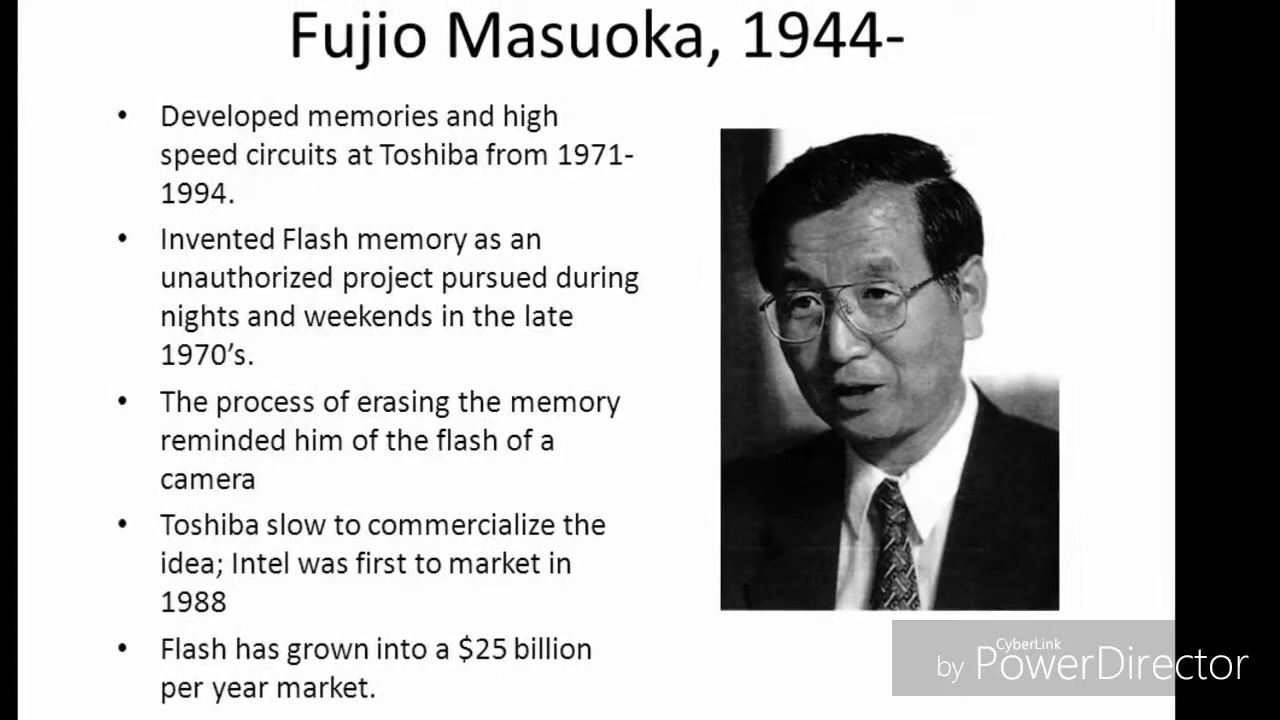 Fujio Masuoka, 1944-
• Developed memories and high
speed circuits at Toshiba from 1971-
1994.
• Invented Flash memory as an
unauthorized project pursued during
nights and weekends in the late
1970’s.
• The process of erasing the memory
reminded him of the flash of a
camera
• Toshiba slow to commercialize the
idea; Intel was first to market in
1988
• Flash has grown into a $25 billion
per year market.
CyberLink
by PowerDirector